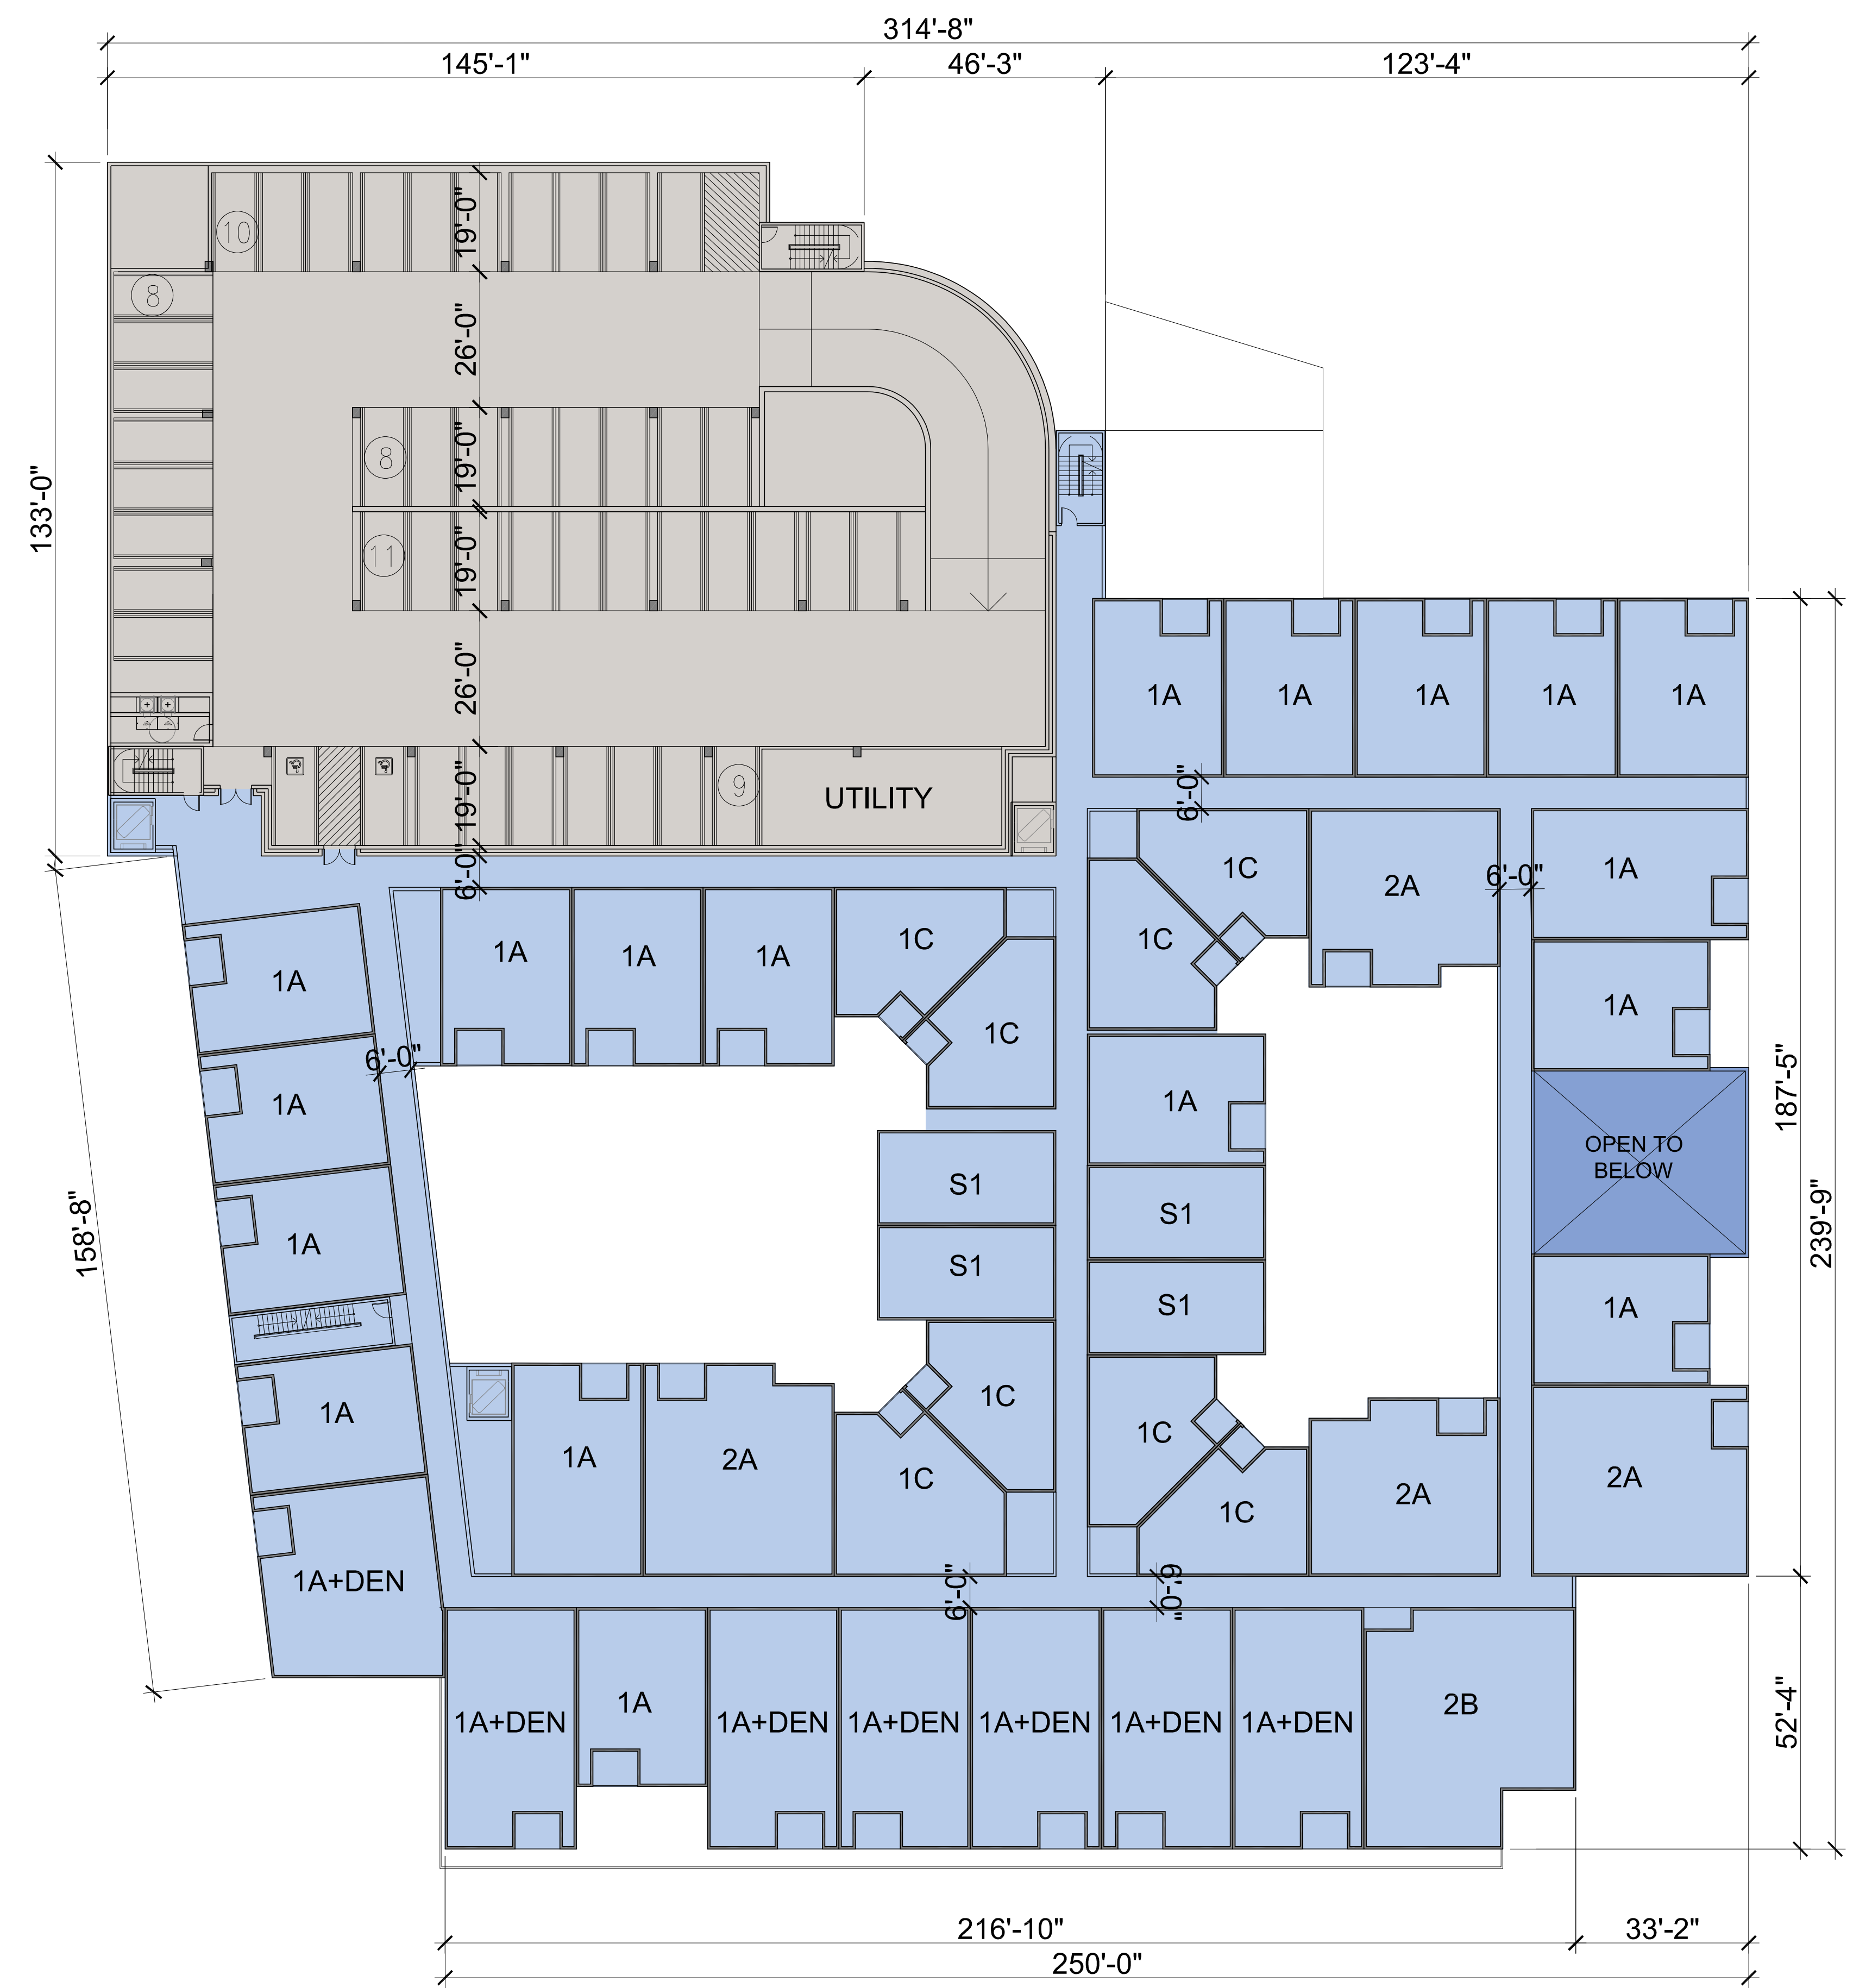 314'-8"
145'-1"
46'-3"
123'-4"
10
19'-0"
8
26'-0"
133'-0"
8
19'-0"
11
19'-0"
26'-0"
1A
1A
1A
1A
1A
9
UTILITY
19'-0"
6'-0"
6'-0"
1C
2A
6'-0"
1A
1C
1A
1A
1A
1A
1C
1C
1A
6'-0"
1A
1A
187'-5"
OPEN TO
BELOW
239'-9"
158'-8"
S1
S1
1A
S1
S1
1A
1A
1C
1C
1A
2A
1C
1C
2A
2A
1A+DEN
6'-0"
6'-0"
1A+DEN
1A
1A+DEN
1A+DEN
1A+DEN
1A+DEN
1A+DEN
2B
52'-4"
216'-10"
33'-2"
250'-0"